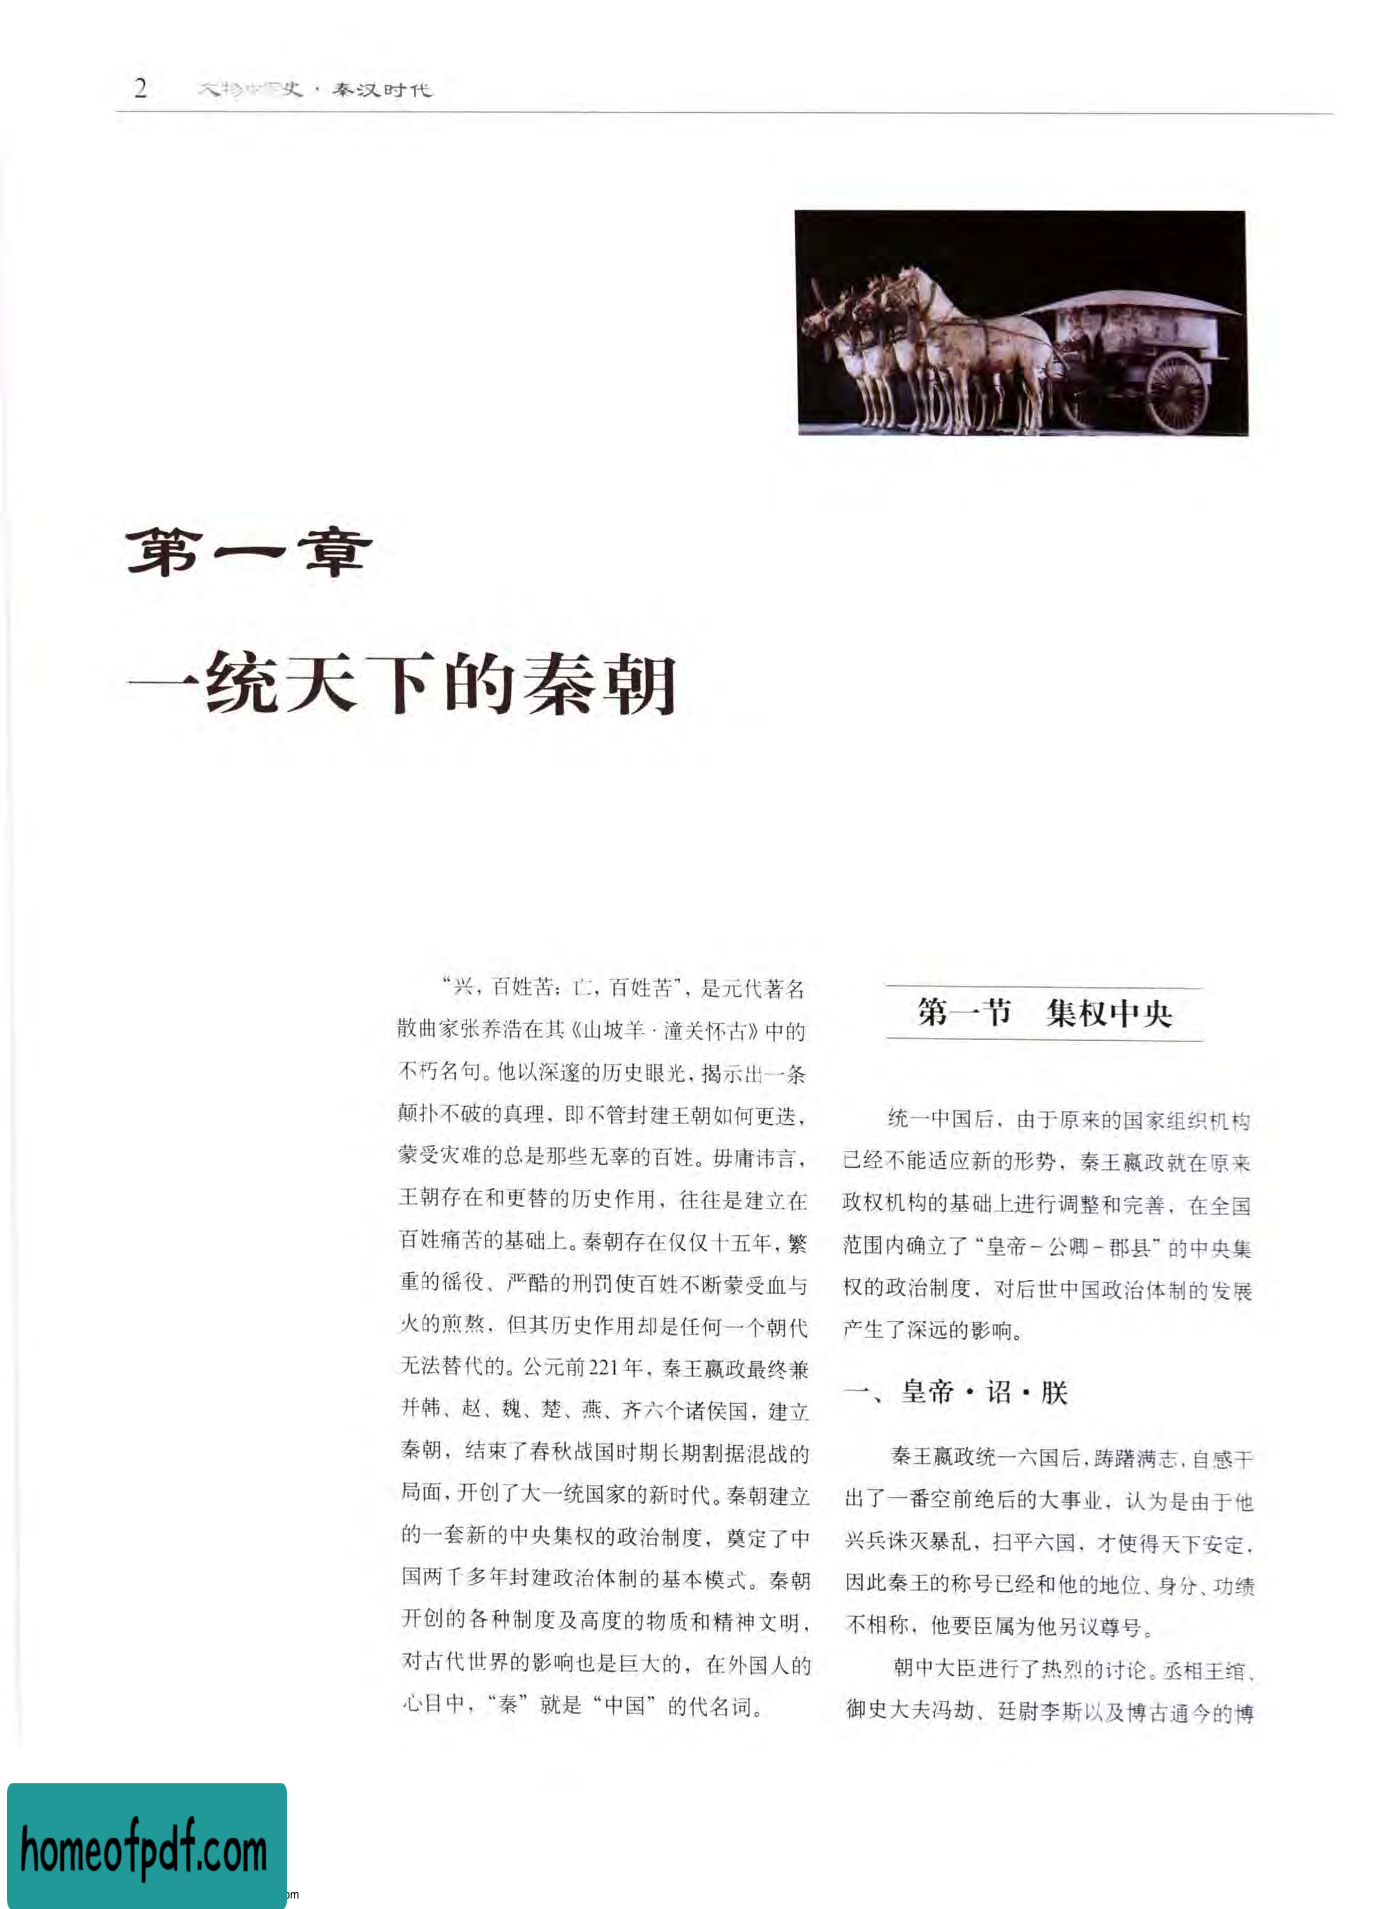 2 文物中国史·秦汉时代
第一章
一统天下的秦朝
“兴，百姓苦；亡，百姓苦”，是元代著名
散曲家张养浩在其《山坡羊·潼关怀古》中的
不朽名句。他以深邃的历史眼光，揭示出一条
颠扑不破的真理，即不管封建王朝如何更迭，
蒙受灾难的总是那些无辜的百姓。毋庸讳言，
王朝存在和更替的历史作用，往往是建立在
百姓痛苦的基础上。秦朝存在仅仅十五年，繁
重的徭役、严酷的刑罚使百姓不断蒙受血与
火的煎熬，但其历史作用却是任何一个朝代
无法替代的。公元前221年，秦王嬴政最终兼
并韩、赵、魏、楚、燕、齐六个诸侯国，建立
秦朝，结束了春秋战国时期长期割据混战的
局面，开创了大一统国家的新时代。秦朝建立
的一套新的中央集权的政治制度，奠定了中
国两千多年封建政治体制的基本模式。秦朝
开创的各种制度及高度的物质和精神文明，
对古代世界的影响也是巨大的，在外国人的
心目中，“秦”就是“中国”的代名词。
第一节 集权中央
统一中国后，由于原来的国家组织机构
已经不能适应新的形势，秦王嬴政就在原来
政权机构的基础上进行调整和完善，在全国
范围内确立了“皇帝－公卿－郡县”的中央集
权的政治制度，对后世中国政治体制的发展
产生了深远的影响。
一、皇帝·诏·朕
秦王嬴政统一六国后，踌躇满志，自感干
出了一番空前绝后的大事业，认为是由于他
兴兵诛灭暴乱，扫平六国，才使得天下安定，
因此秦王的称号已经和他的地位、身分、功绩
不相称，他要臣属为他另议尊号。
朝中大臣进行了热烈的讨论。丞相王绾、
御史大夫冯劫、廷尉李斯以及博古通今的博
homeofpdf.com
om